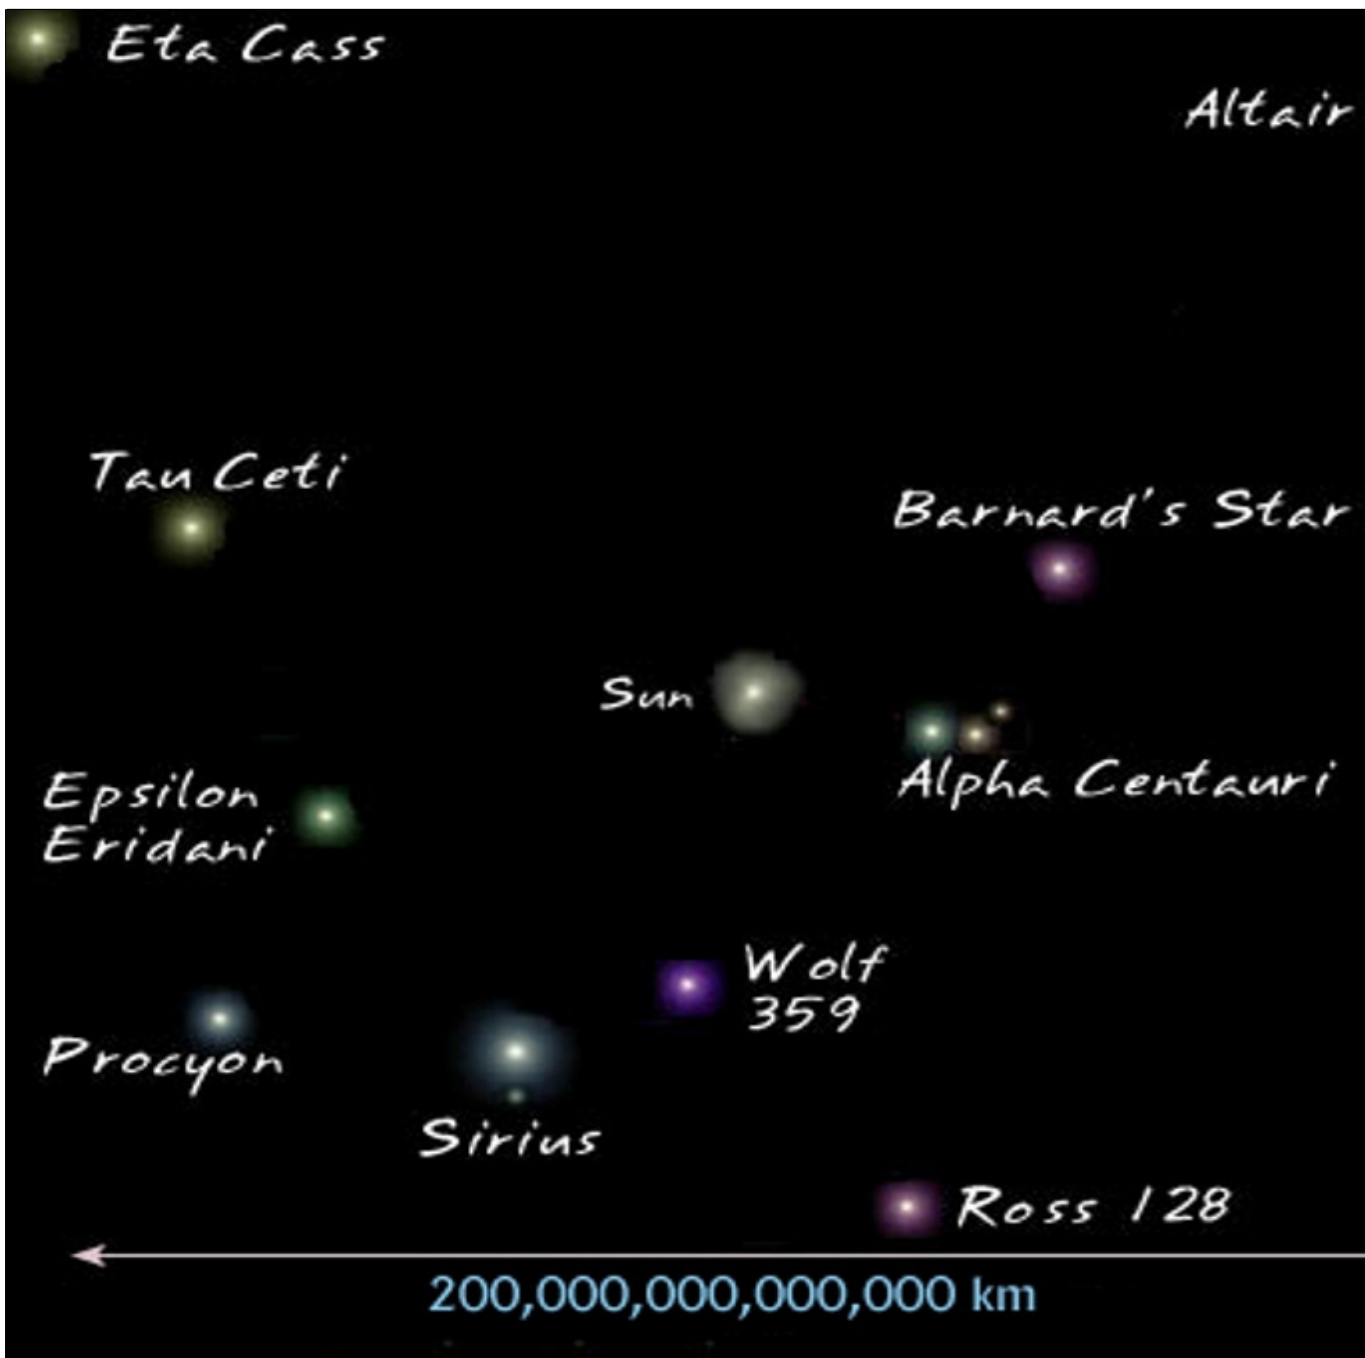 Eta Cass
Altair
Tau Ceti
Barnard's Star
Sun
Alpha Centauri
Epsilon
Eridani
Wolf
359
Procyon
Sirius
Ross 128
200,000,000,000,000 km